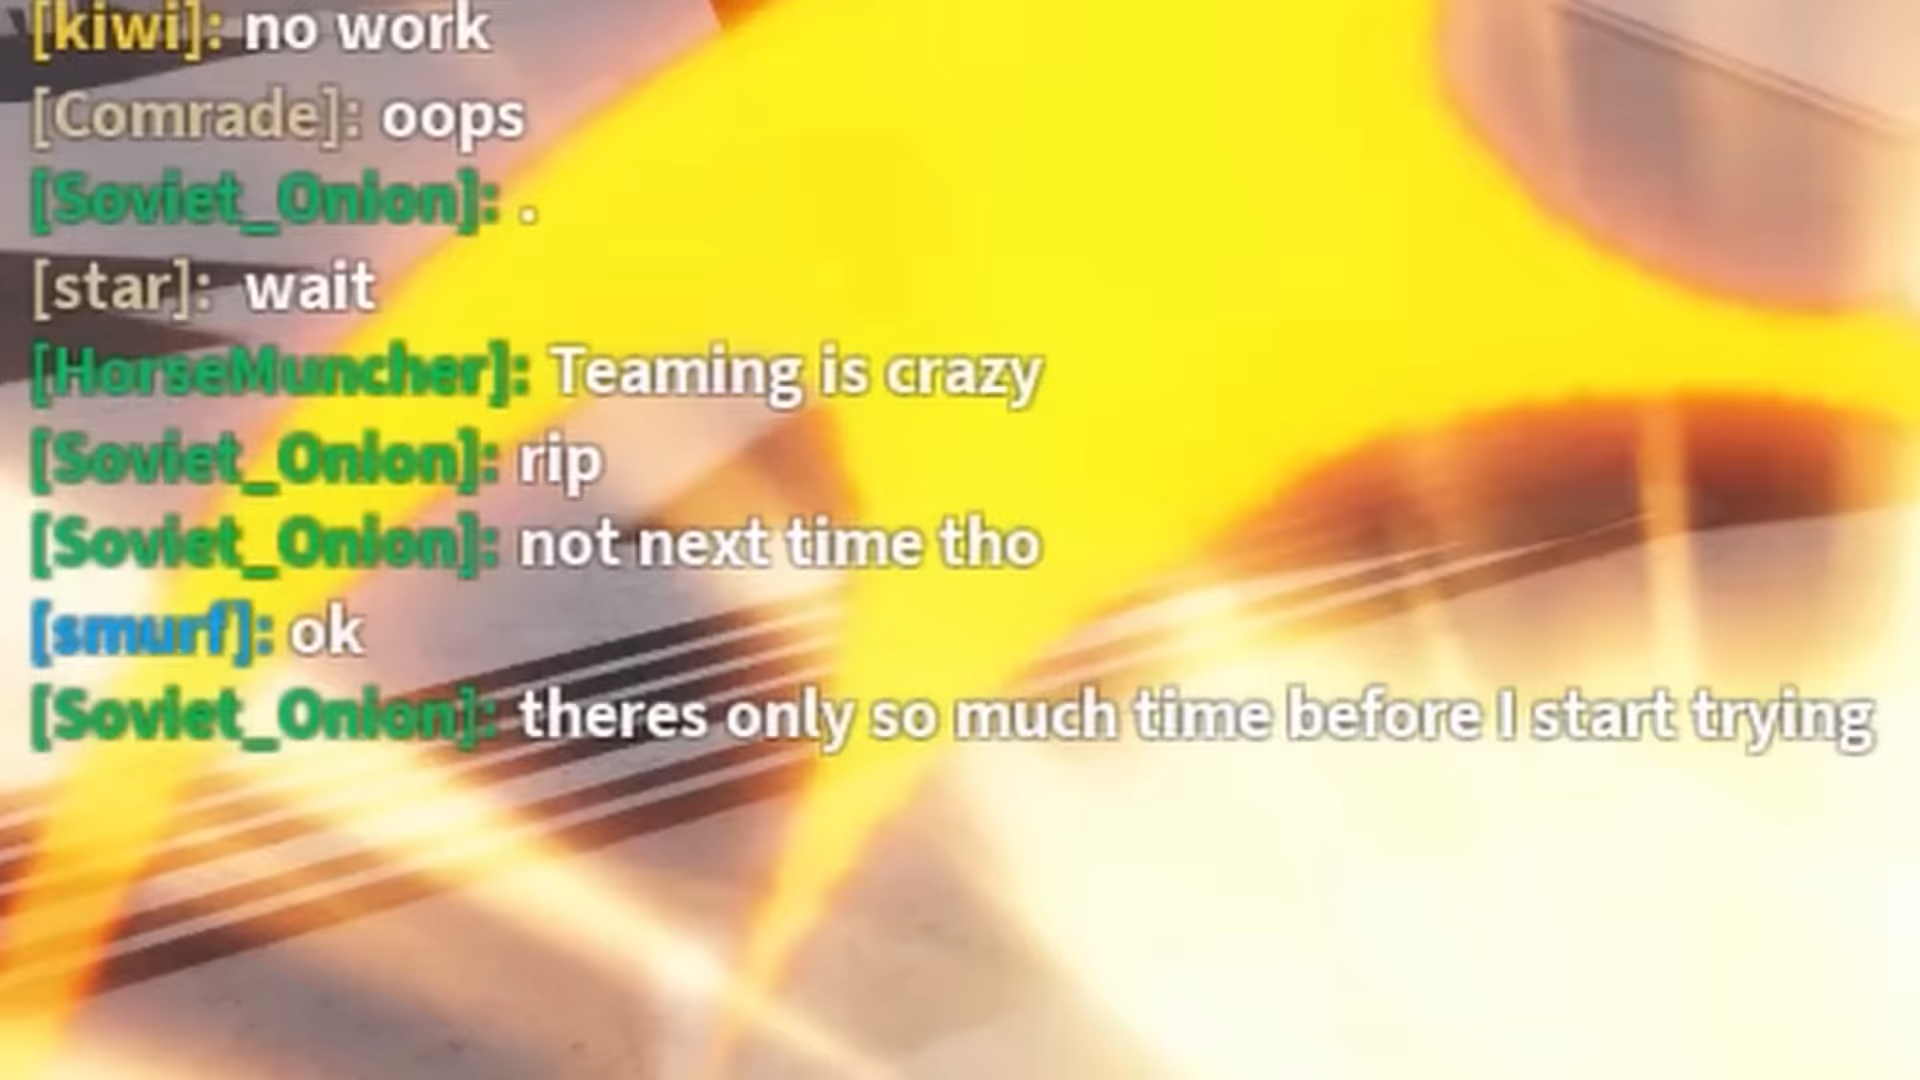 [kiwi]: no work
[Comrade]: oops
[Soviet_Onion]: .
[star]: wait
[HorseMuncher]: Teaming is crazy
[Soviet_Onion]: rip
[Soviet_Onion]: not next time tho
[smurf]: ok
[Soviet_Onion]: theres only so much time before I start trying